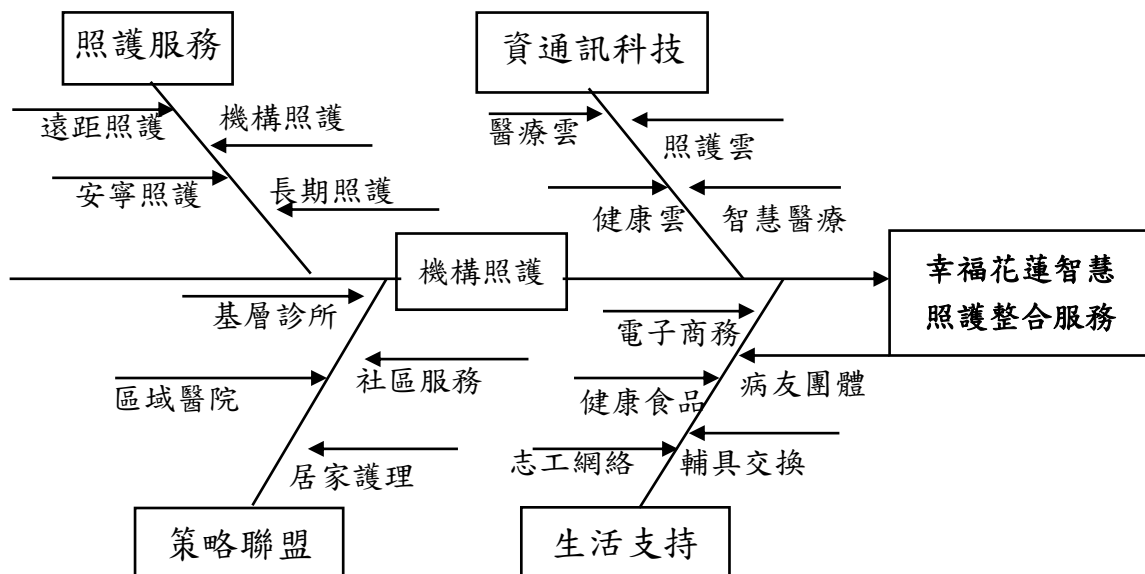 照護服務
資通訊科技
遠距照護
機構照護
安寧照護
長期照護
醫療雲
照護雲
健康雲
智慧醫療
機構照護
幸福花蓮智慧
照護整合服務
基層診所
社區服務
區域醫院
居家護理
電子商務
病友團體
健康食品
志工網絡
輔具交換
策略聯盟
生活支持